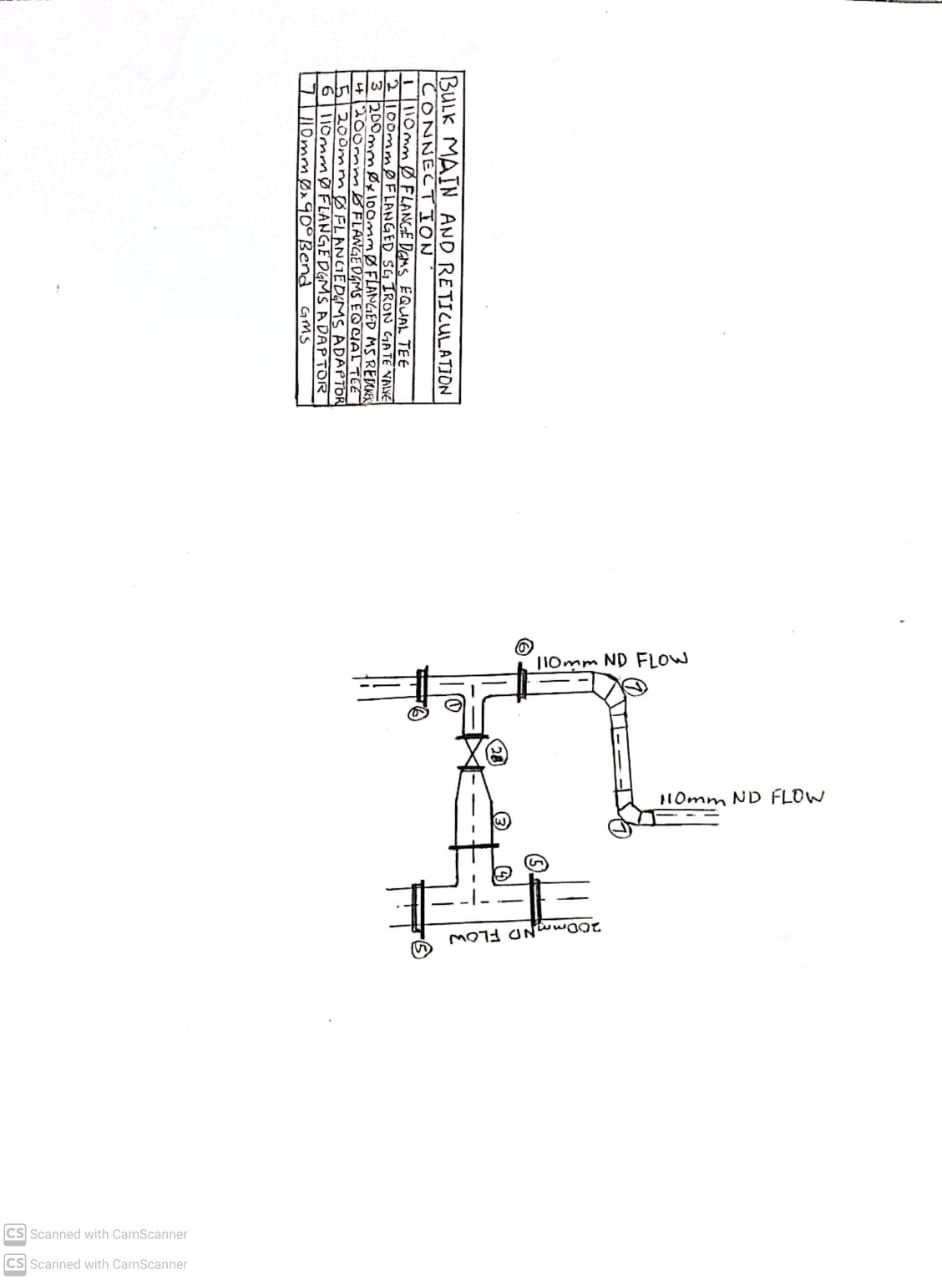 BULK MAIN AND RETICULATION
CONNECTION
1 110mm Ø FLANGED GMS EQUAL TEE
2 100mm Ø FLANGED SG IRON GATE VALVE
3 200mm Ø x 100mm Ø FLANGED MS REDUCER
4 200mm Ø FLANGED GMS EQUAL TEE
5 200mm Ø FLANGED GMS ADAPTOR
6 110mm Ø FLANGED GMS ADAPTOR
7 110mm Ø x 90° Bend GMS
6
110mm ND FLOW
7
6
1
2B
110mm ND FLOW
3
7
5
4
200mm ND FLOW
5
CS Scanned with CamScanner
CS Scanned with CamScanner